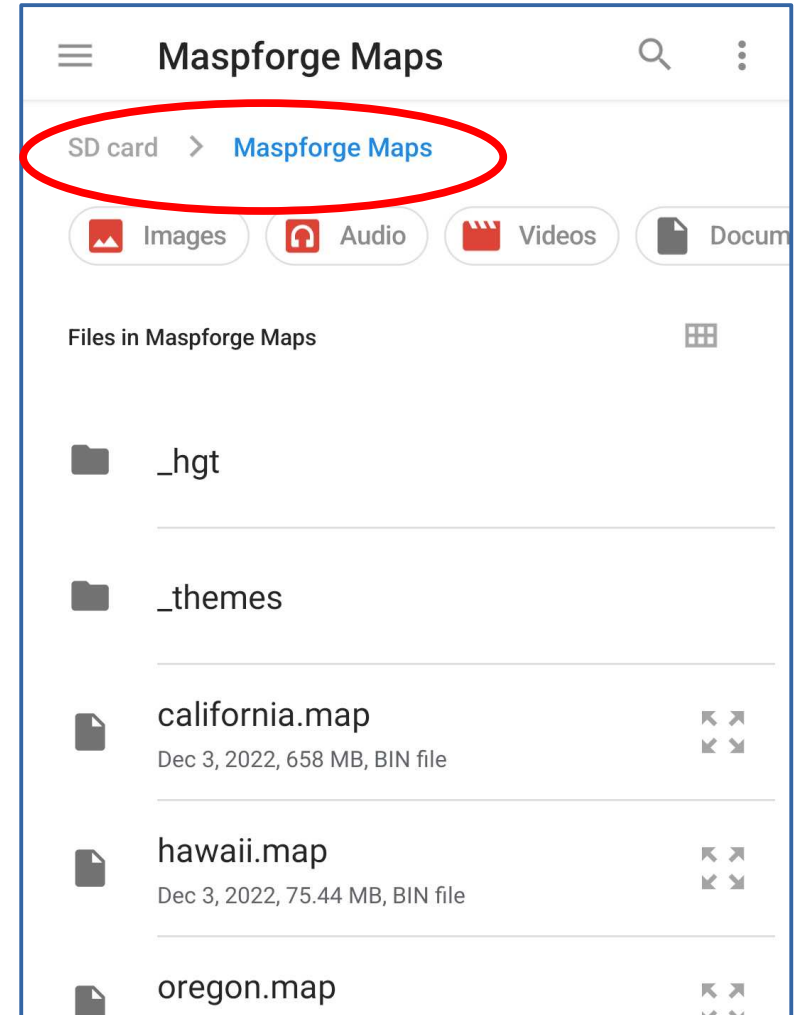 Maspforge Maps
SD card > Maspforge Maps
Images Audio Videos Docum
Files in Maspforge Maps
_hgt
_themes
california.map
Dec 3, 2022, 658 MB, BIN file
hawaii.map
Dec 3, 2022, 75.44 MB, BIN file
oregon.map